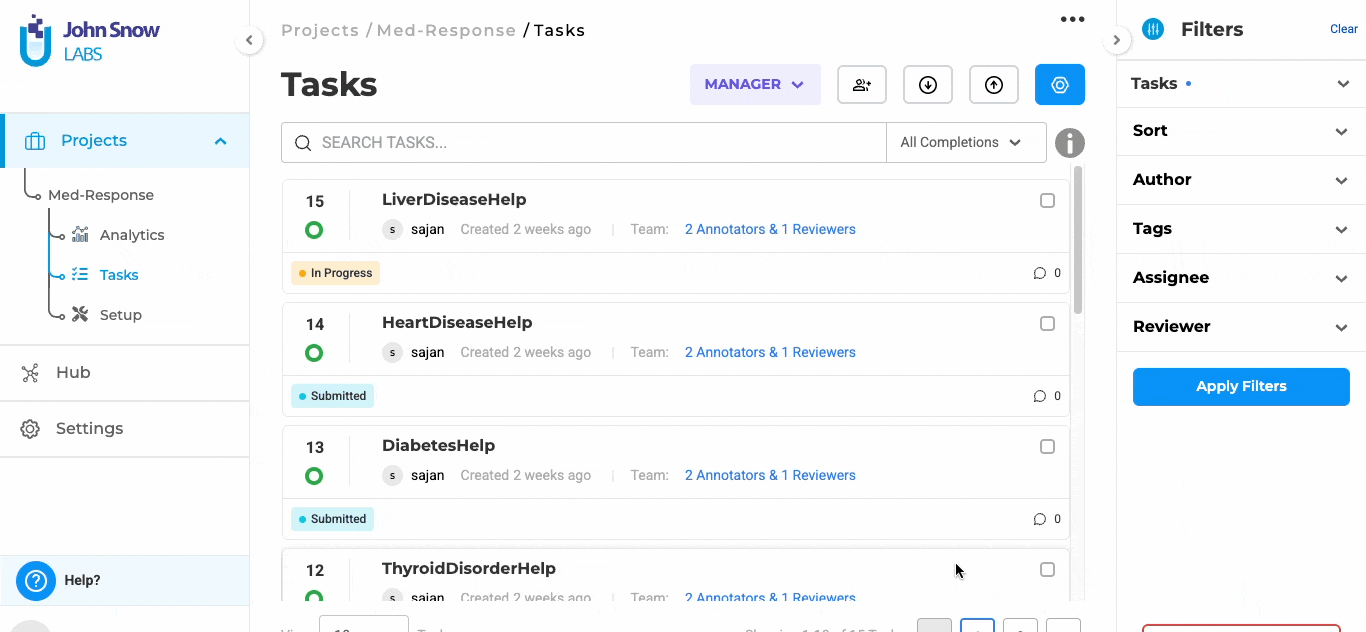 John Snow
LABS
Projects
Med-Response
Analytics
Tasks
Setup
Hub
Settings
Help?
Projects / Med-Response / Tasks
Tasks
MANAGER
SEARCH TASKS...
All Completions
15
LiverDiseaseHelp
s sajan Created 2 weeks ago | Team: 2 Annotators & 1 Reviewers
In Progress
0
14
HeartDiseaseHelp
s sajan Created 2 weeks ago | Team: 2 Annotators & 1 Reviewers
Submitted
0
13
DiabetesHelp
s sajan Created 2 weeks ago | Team: 2 Annotators & 1 Reviewers
Submitted
0
12
ThyroidDisorderHelp
s sajan Created 2 weeks ago | Team: 2 Annotators & 1 Reviewers
Filters
Clear
Tasks
Sort
Author
Tags
Assignee
Reviewer
Apply Filters